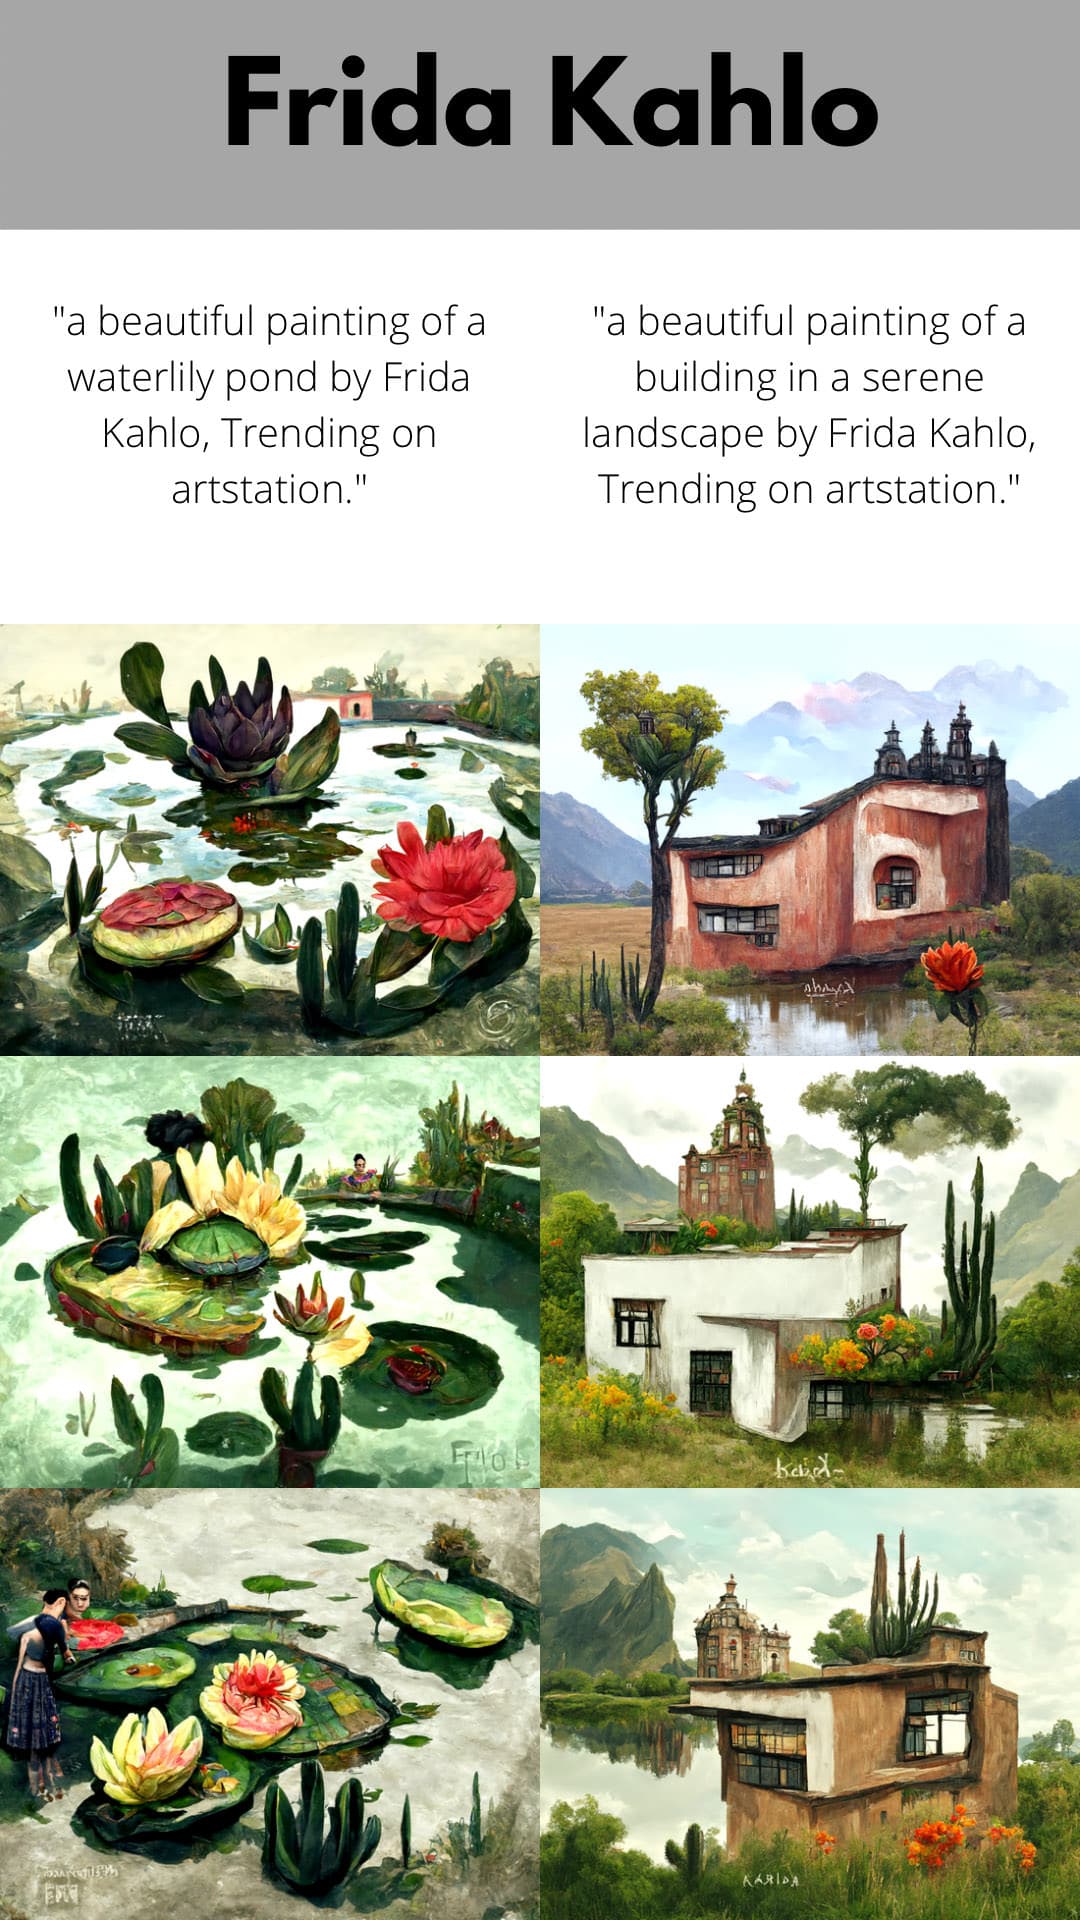 Frida Kahlo
"a beautiful painting of a
waterlily pond by Frida
Kahlo, Trending on
artstation."
"a beautiful painting of a
building in a serene
landscape by Frida Kahlo,
Trending on artstation."
KARIDA